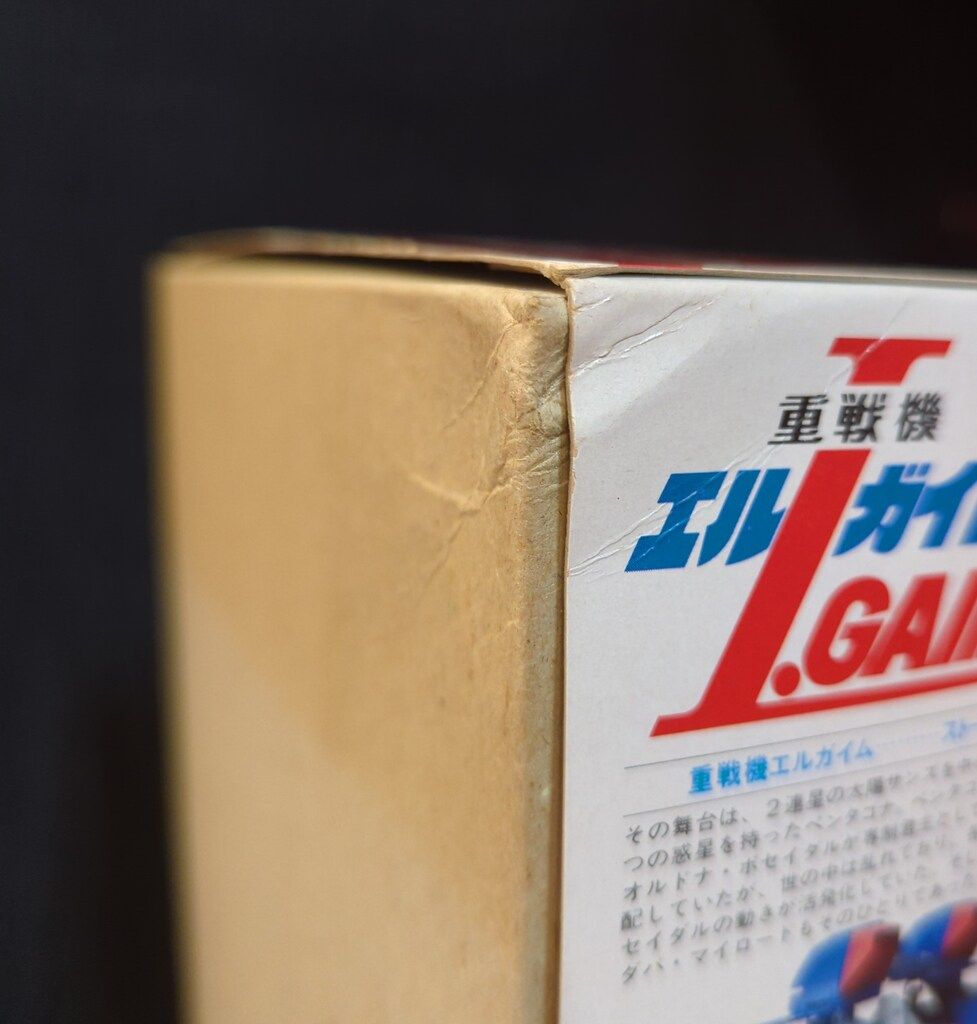 重戦機
エルガイ
L.GAI
重戦機エルガイム
その舞台は、2連星の太陽サンズを
つの惑星を持ったペンタゴナ。ペンタゴ
オルドナ・ポセイダルが専制君主とし
配していたが、世の中は乱れており、
セイダルの動きが活発化していた。
ダバ・マイロードもそのひとりであっ